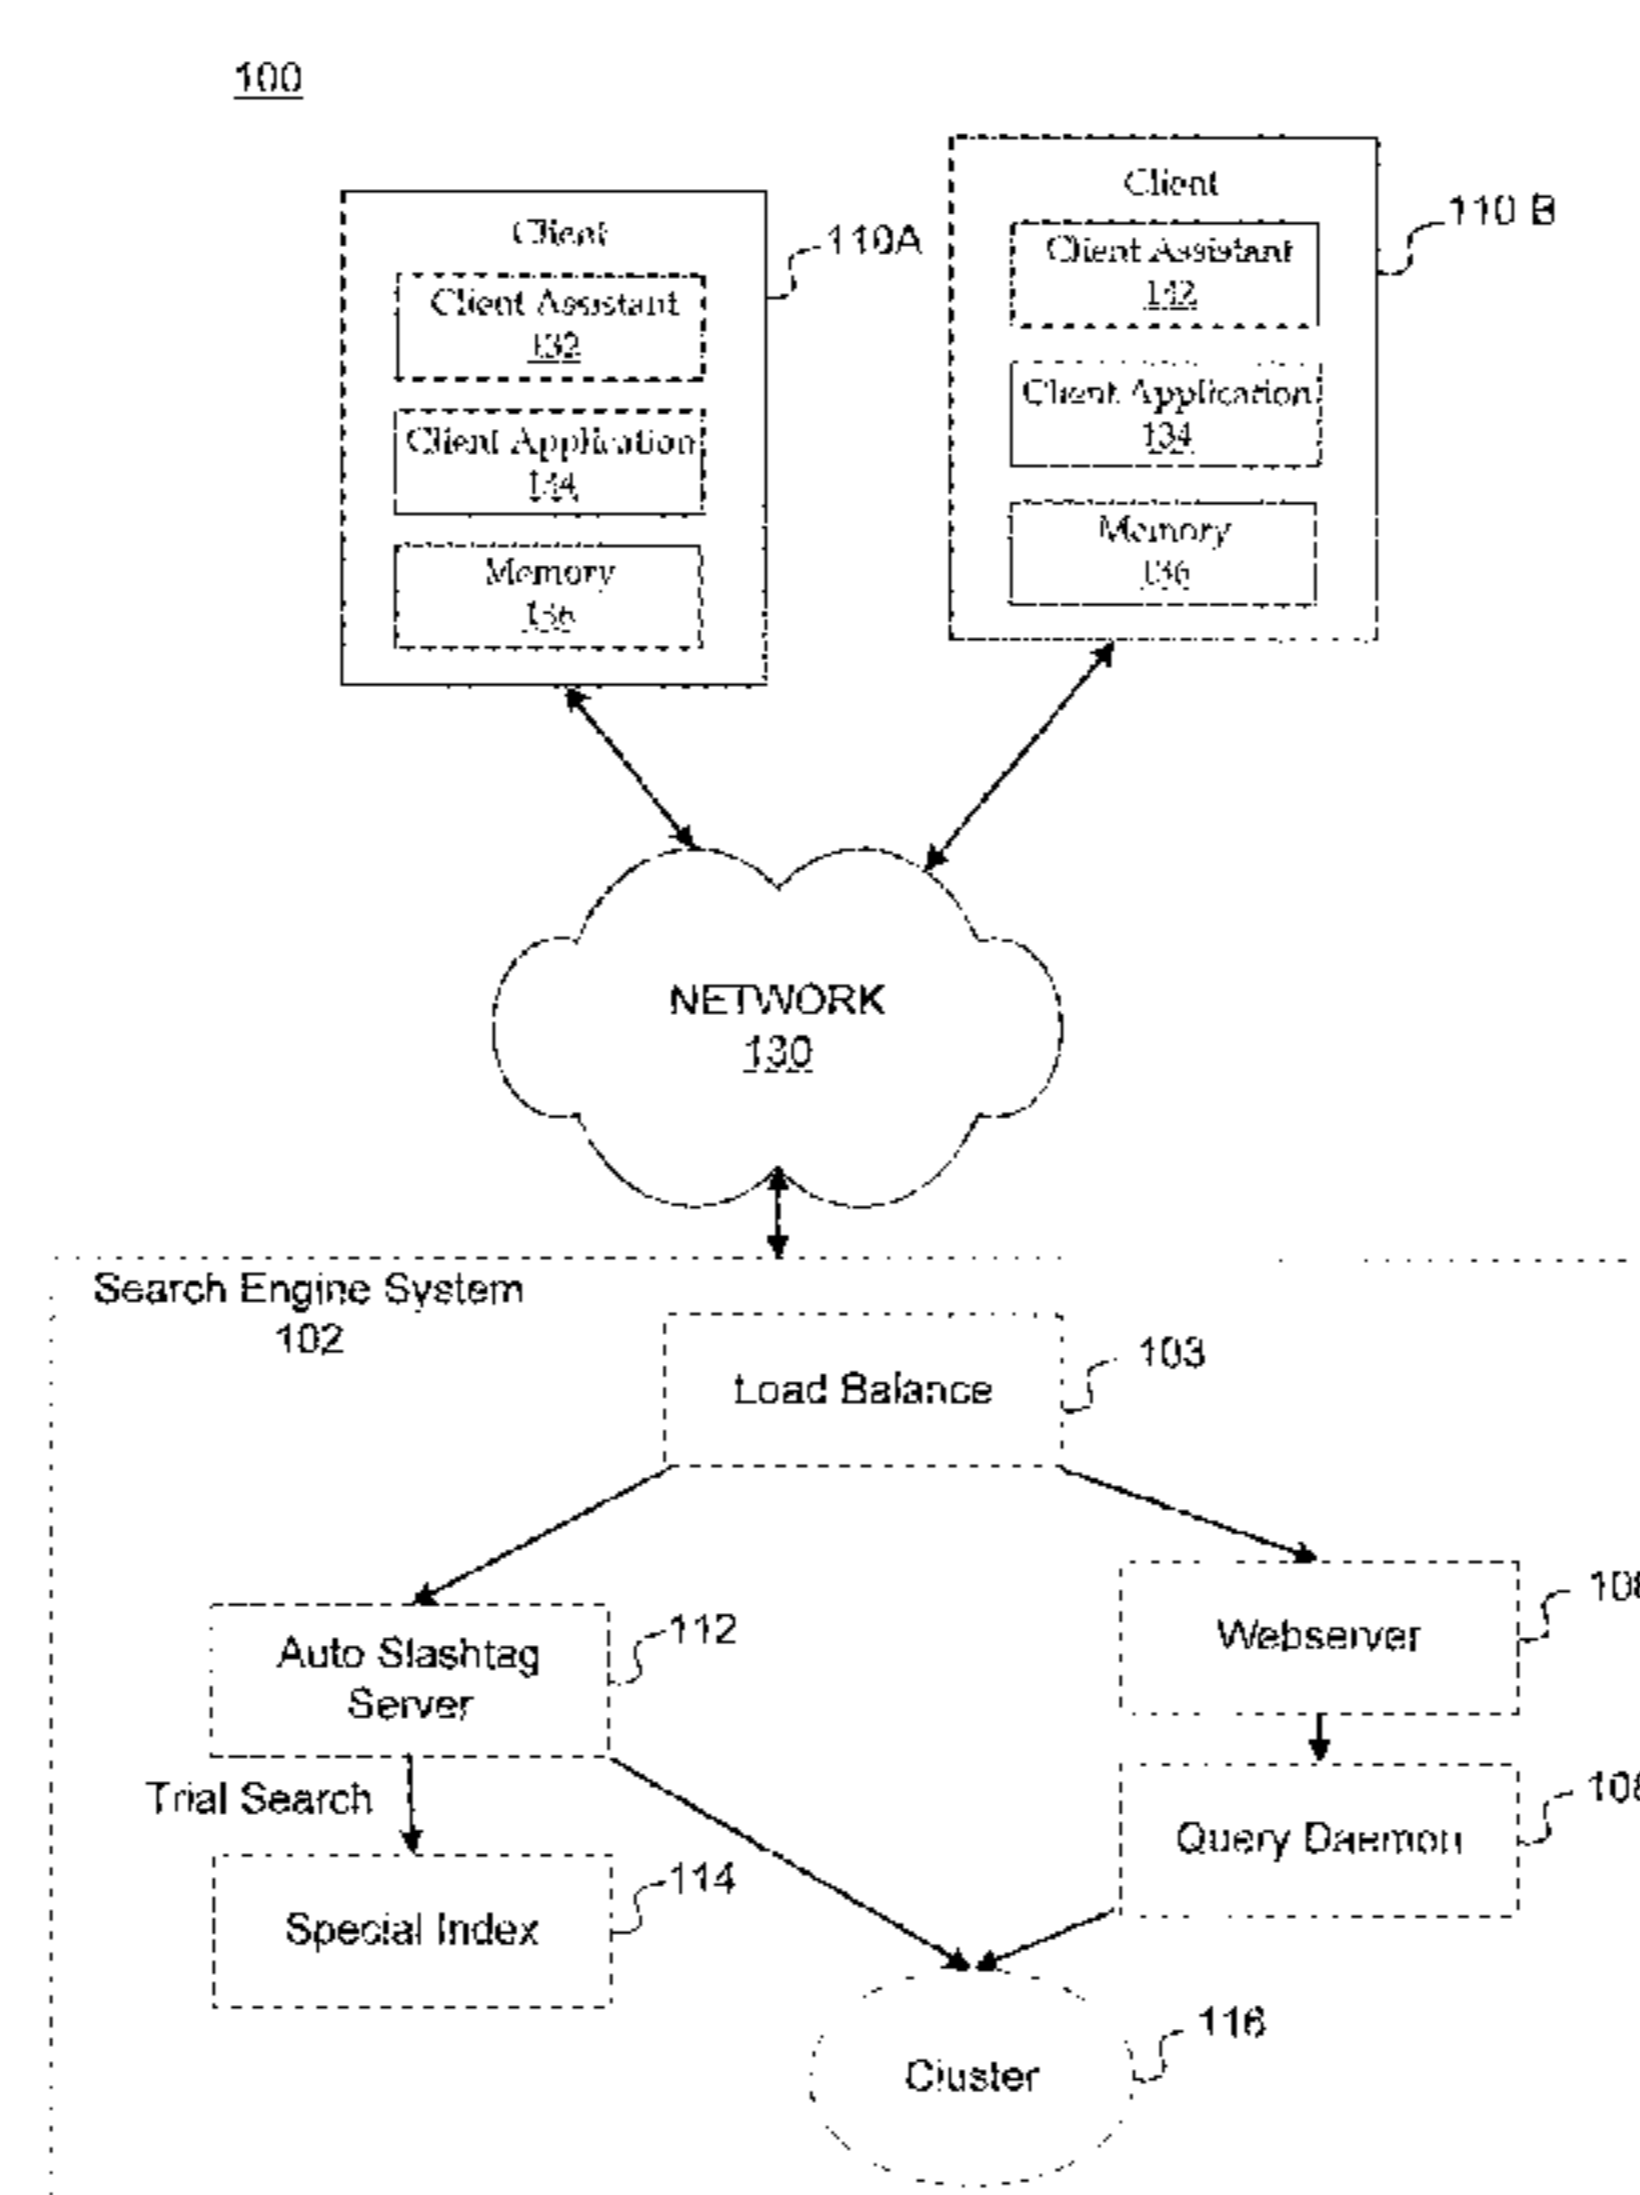 100
Client
110A
Client Assistant
132
Client Application
134
Memory
136
Client
110 B
Client Assistant
142
Client Application
134
Memory
136
NETWORK
130
Search Engine System
102
Load Balance
103
Auto Slashtag
Server
112
Webserver
Trial Search
Query Daemon
Special Index
114
Cluster
116